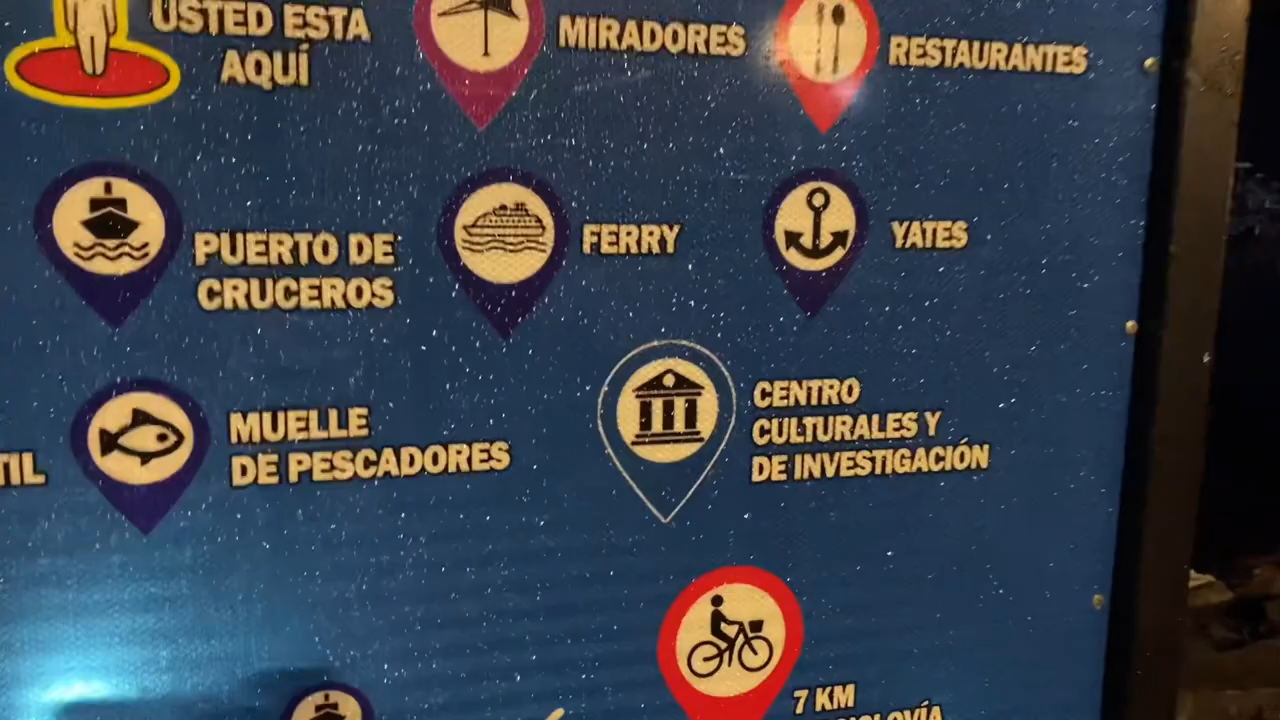 USTED ESTA
AQUÍ
MIRADORES
RESTAURANTES
PUERTO DE
CRUCEROS
FERRY
YATES
TIL
MUELLE
DE PESCADORES
CENTRO
CULTURALES Y
DE INVESTIGACIÓN
7 KM